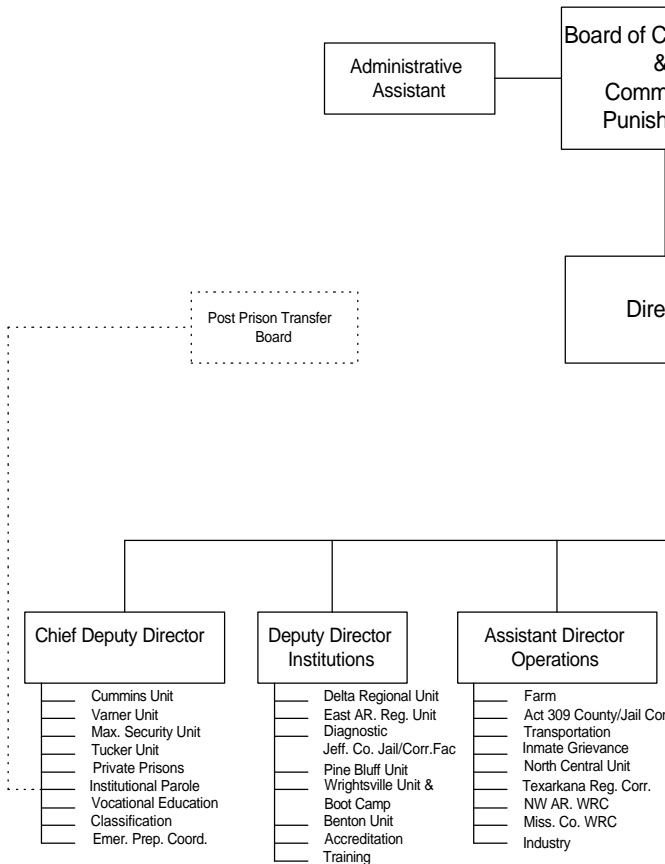 Administrative
Assistant
Board of C
&
Comm
Punish
Post Prison Transfer
Board
Dire
Chief Deputy Director
Cummins Unit
Varner Unit
Max. Security Unit
Tucker Unit
Private Prisons
Institutional Parole
Vocational Education
Classification
Emer. Prep. Coord.
Deputy Director
Institutions
Delta Regional Unit
East AR. Reg. Unit
Diagnostic
Jeff. Co. Jail/Corr.Fac
Pine Bluff Unit
Wrightsville Unit &
Boot Camp
Benton Unit
Accreditation
Training
Assistant Director
Operations
Farm
Act 309 County/Jail Cor
Transportation
Inmate Grievance
North Central Unit
Texarkana Reg. Corr.
NW AR. WRC
Miss. Co. WRC
Industry